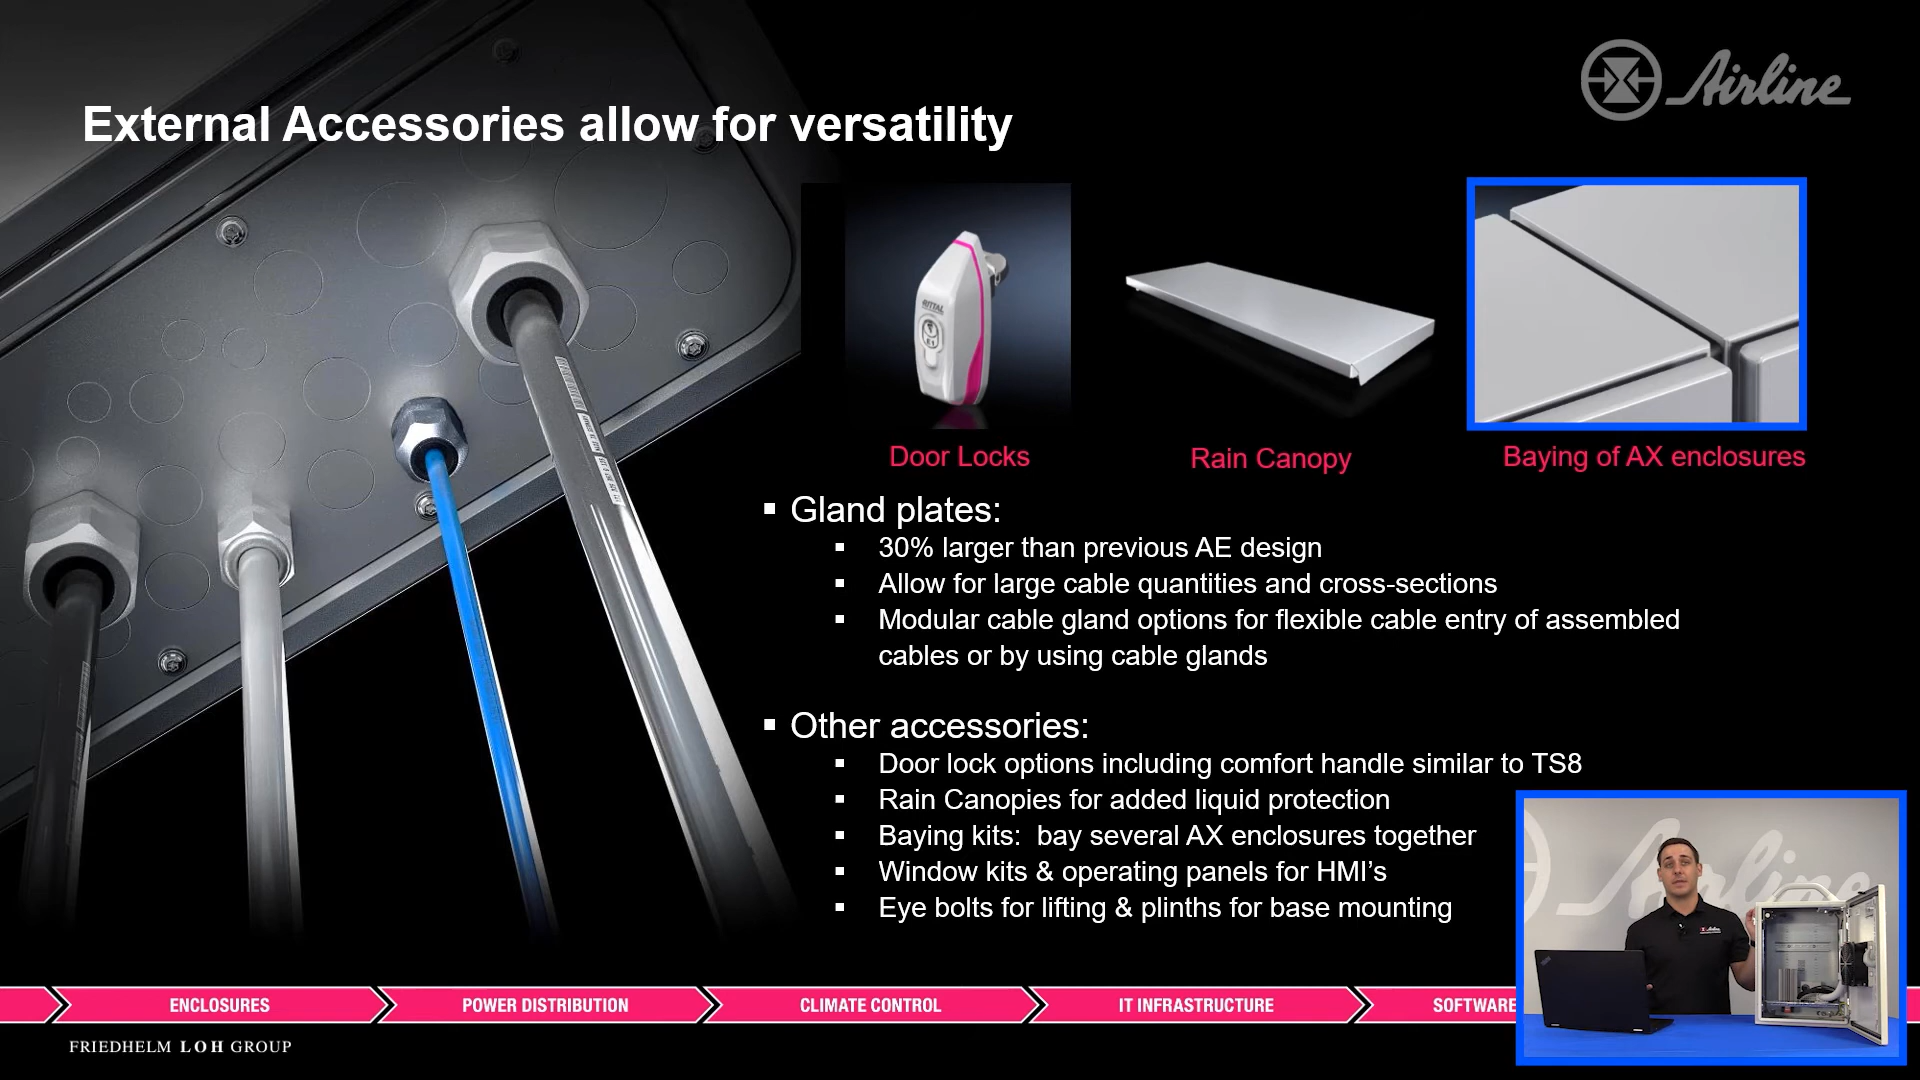 Airline
External Accessories allow for versatility
RITTAL
Door Locks
Rain Canopy
Baying of AX enclosures
▪ Gland plates:
▪ 30% larger than previous AE design
▪ Allow for large cable quantities and cross-sections
▪ Modular cable gland options for flexible cable entry of assembled
cables or by using cable glands
▪ Other accessories:
▪ Door lock options including comfort handle similar to TS8
▪ Rain Canopies for added liquid protection
▪ Baying kits:  bay several AX enclosures together
▪ Window kits & operating panels for HMI’s
▪ Eye bolts for lifting & plinths for base mounting
Airline
ENCLOSURES
POWER DISTRIBUTION
CLIMATE CONTROL
IT INFRASTRUCTURE
SOFTWARE
FRIEDHELM LOH GROUP